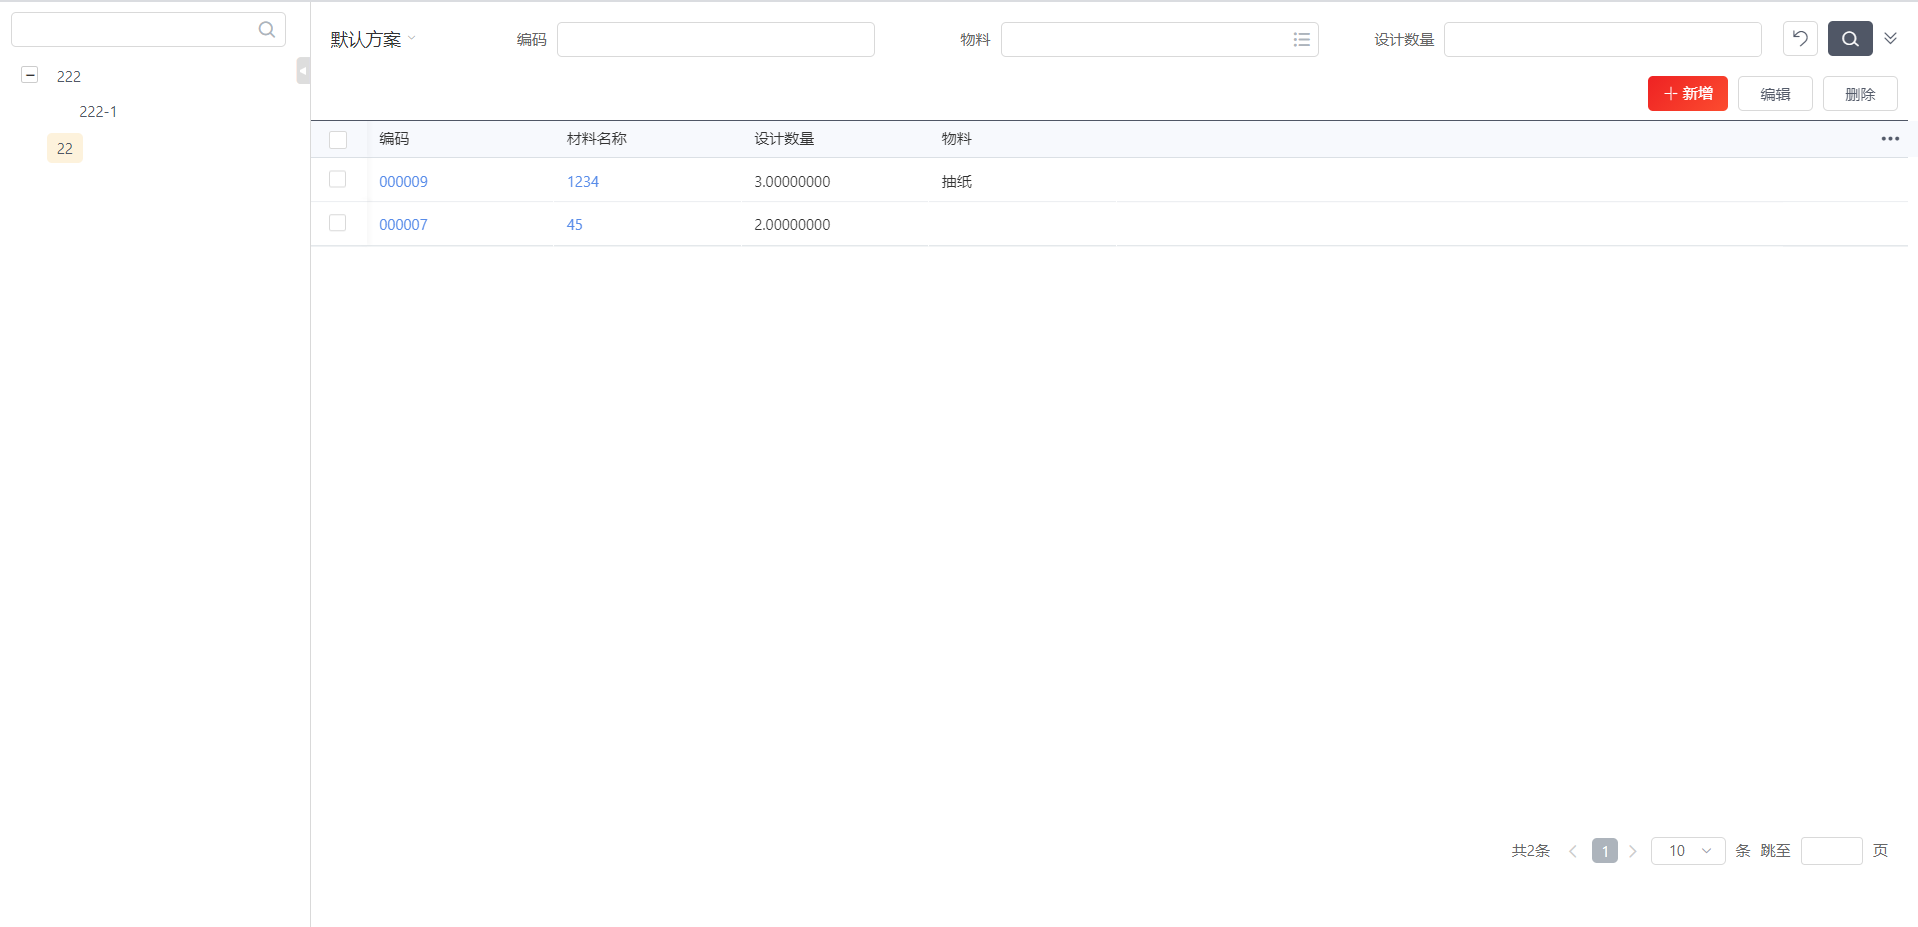 222
222-1
22
默认方案 编码 物料 设计数量
新增 编辑 删除
编码 材料名称 设计数量 物料
000009 1234 3.00000000 抽纸
000007 45 2.00000000
共2条 1 10 条 跳至 页